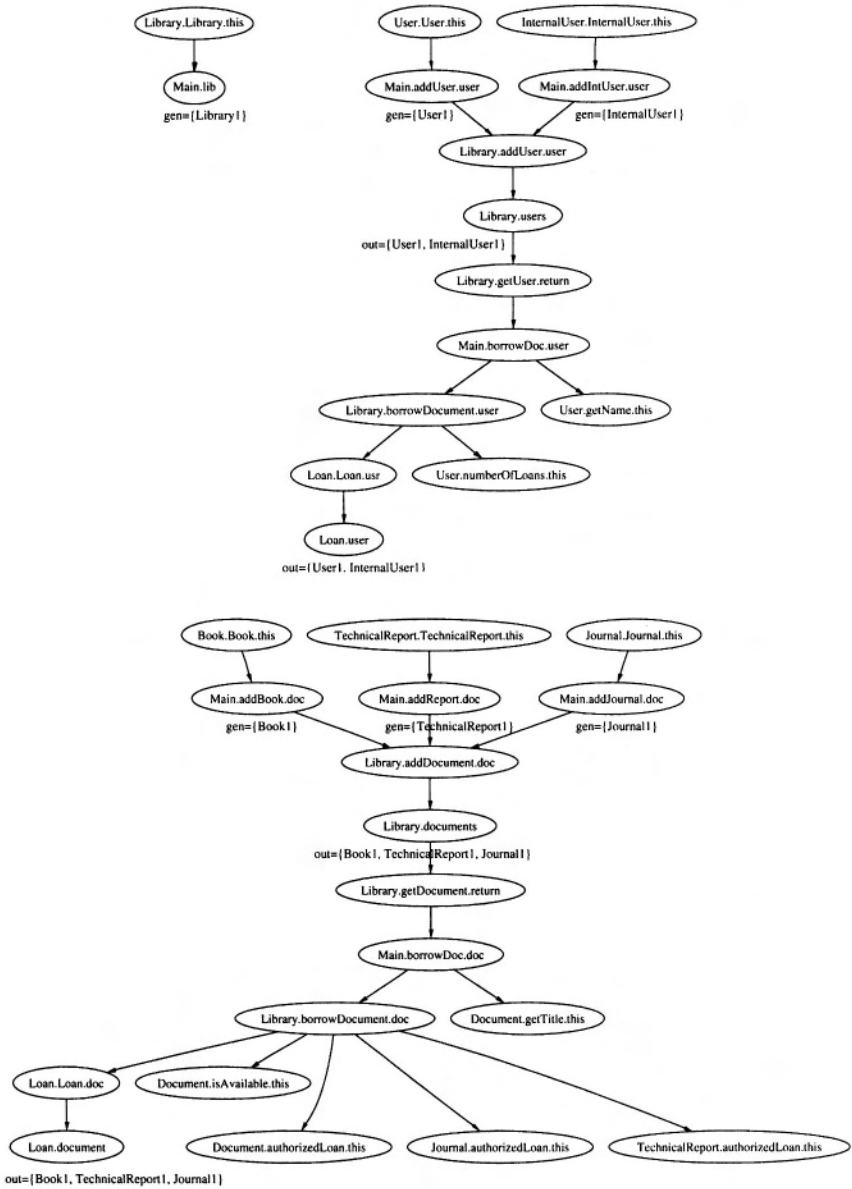 Library.Library.this
User.User.this
InternalUser.InternalUser.this
Main.lib
Main.addUser.user
Main.addIntUser.user
gen={Library1}
gen={User1}
gen={InternalUser1}
Library.addUser.user
Library.users
out={User1, InternalUser1}
Library.getUser.return
Main.borrowDoc.user
Library.borrowDocument.user
User.getName.this
Loan.Loan.usr
User.numberOfLoans.this
Loan.user
out={User1, InternalUser1}
Book.Book.this
TechnicalReport.TechnicalReport.this
Journal.Journal.this
Main.addBook.doc
Main.addReport.doc
Main.addJournal.doc
gen={Book1}
gen={TechnicalReport1}
gen={Journal1}
Library.addDocument.doc
Library.documents
out={Book1, TechnicalReport1, Journal1}
Library.getDocument.return
Main.borrowDoc.doc
Library.borrowDocument.doc
Document.getTitle.this
Loan.Loan.doc
Document.isAvailable.this
Loan.document
Document.authorizedLoan.this
Journal.authorizedLoan.this
TechnicalReport.authorizedLoan.this
out={Book1, TechnicalReport1, Journal1}